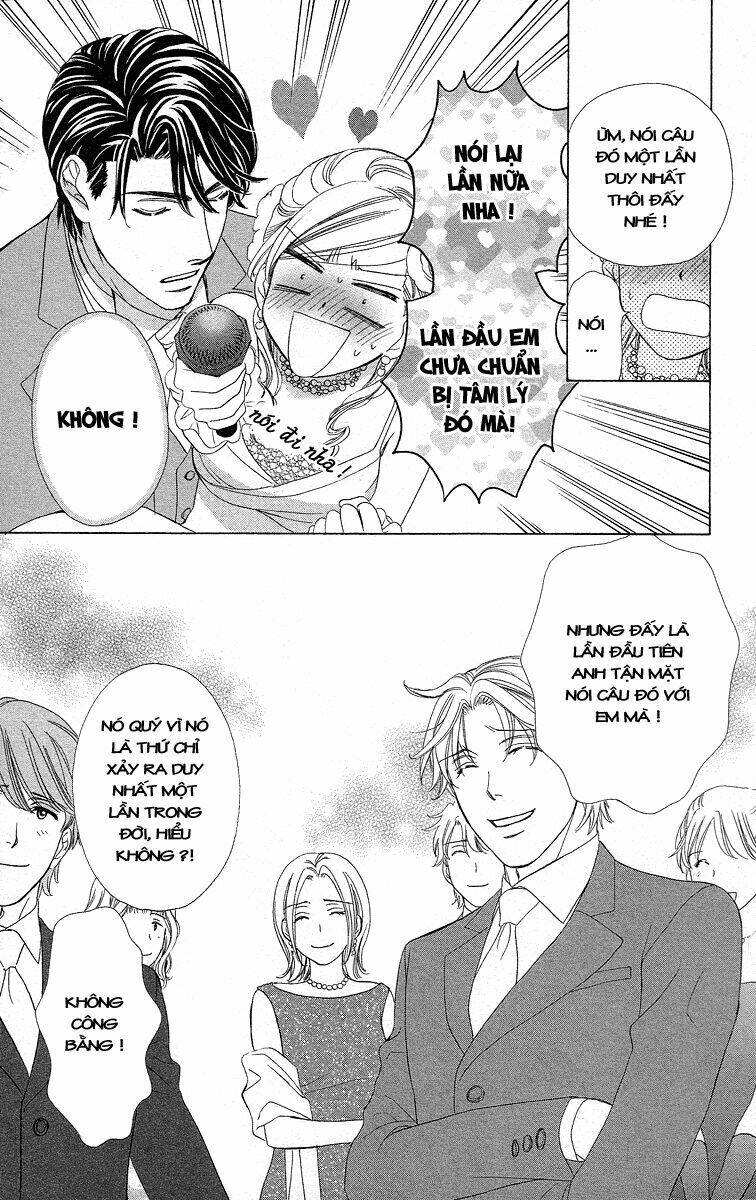 ỪM, NÓI CÂU
ĐÓ MỘT LẦN
DUY NHẤT
THÔI ĐẤY
NHÉ !
NÓI
...
NÓI LẠI
LẦN NỮA
NHA !
LẦN ĐẦU EM
CHƯA CHUẨN
BỊ TÂM LÝ
ĐÓ MÀ!
nói đi nha !
KHÔNG !
NHƯNG ĐẤY LÀ
LẦN ĐẦU TIÊN
ANH TẬN MẶT
NÓI CÂU ĐÓ VỚI
EM MÀ !
NÓ QUÝ VÌ NÓ
LÀ THỨ CHỈ
XẢY RA DUY
NHẤT MỘT
LẦN TRONG
ĐỜI, HIỂU
KHÔNG ?!
KHÔNG
CÔNG
BẰNG !